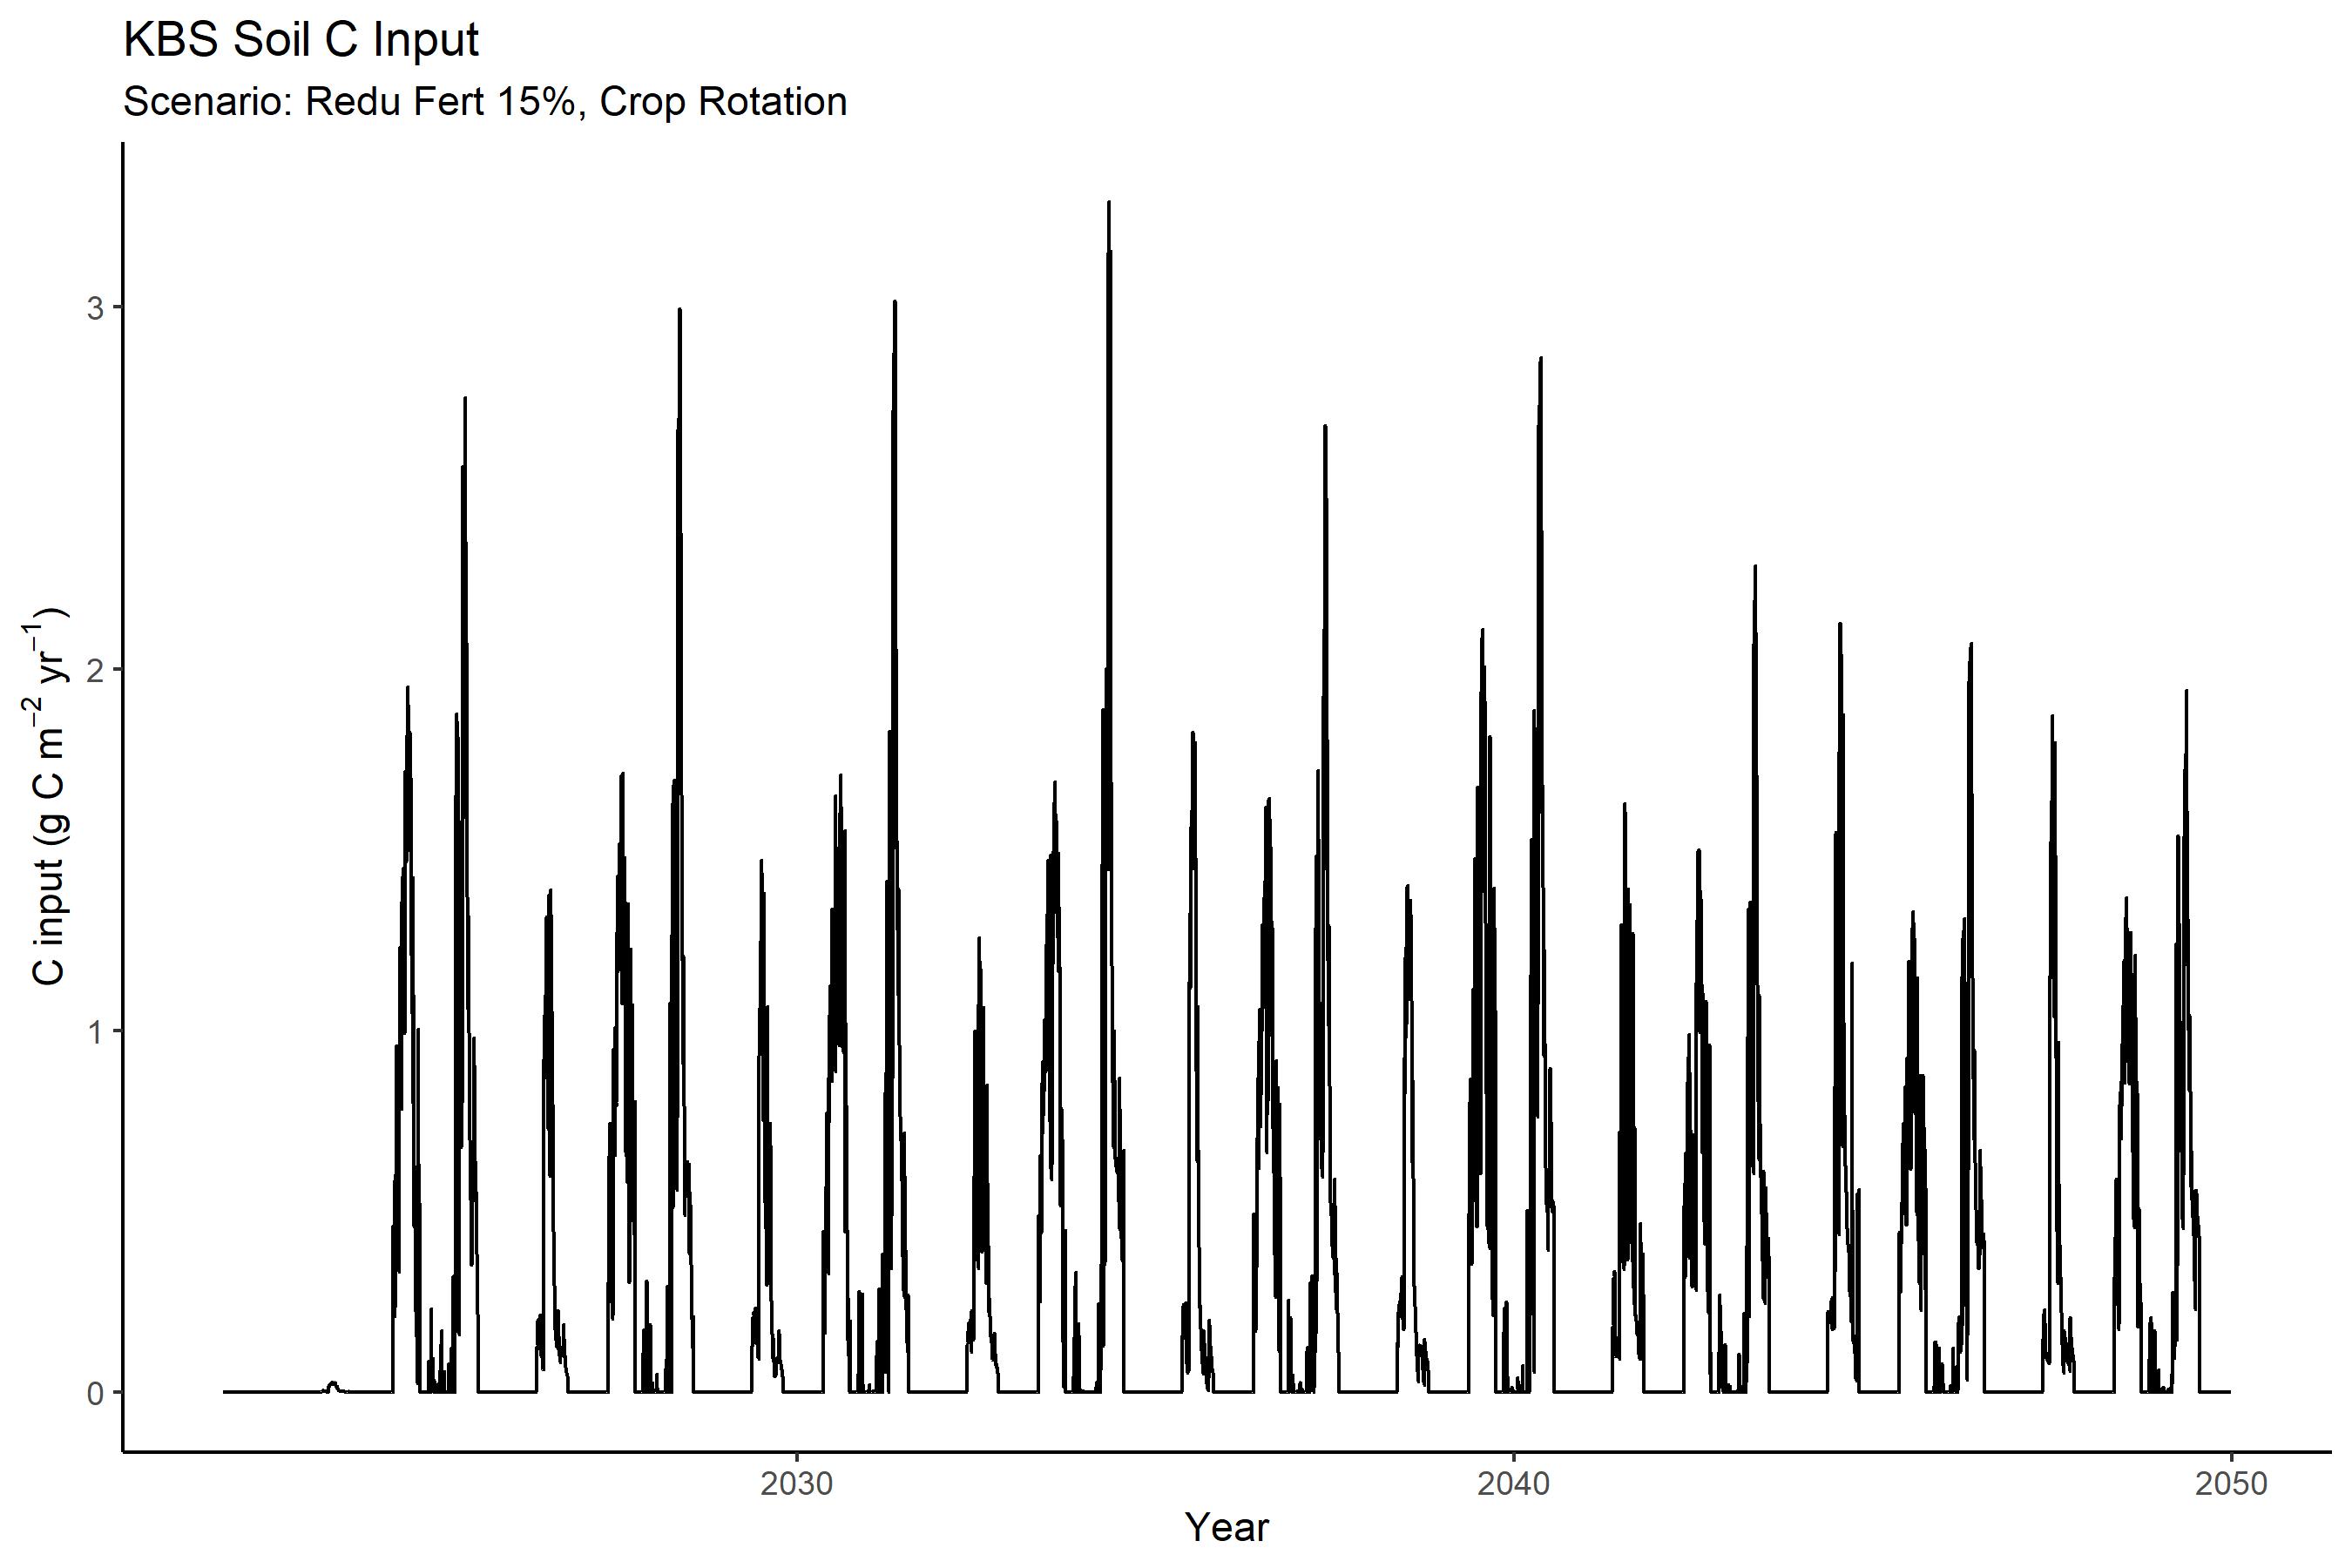 KBS Soil C Input
Scenario: Redu Fert 15%, Crop Rotation
C input (g C m⁻² yr⁻¹)
3
2
1
0
2030
2040
2050
Year